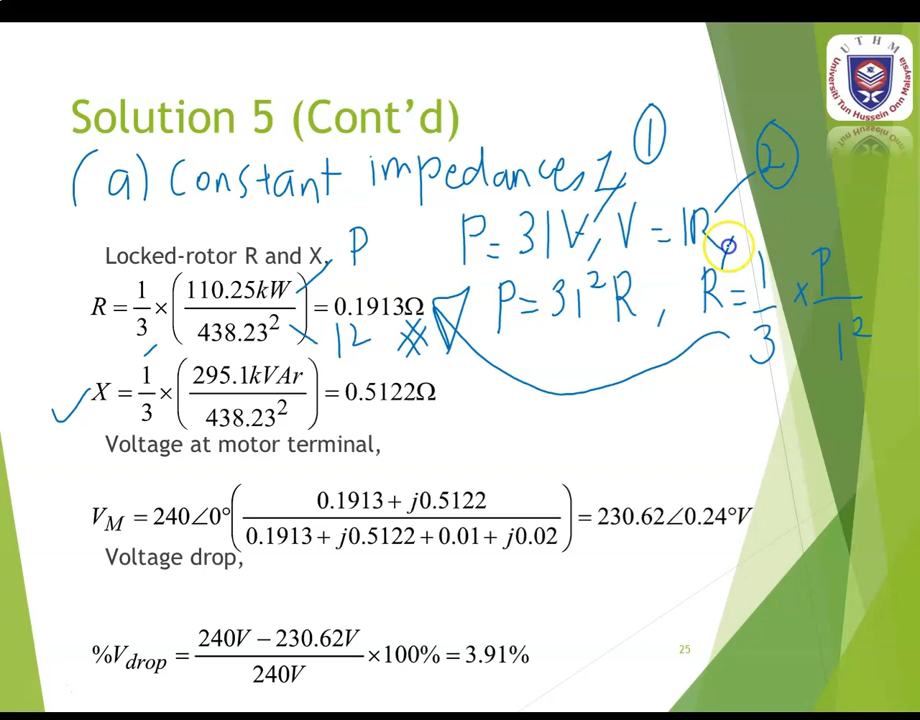 UTHM
Universiti Tun Hussein Onn Malaysia
Solution 5 (Cont'd)
(a) Constant impedance, Z
1
2
P = 3IV, V = IR
Locked-rotor R and X,
P
R = 1/3 × (110.25kW / 438.23²) = 0.1913Ω
I2
P = 3I²R, R = 1/3 × P/I²
X = 1/3 × (295.1kVAr / 438.23²) = 0.5122Ω
Voltage at motor terminal,
V_M = 240∠0° (0.1913 + j0.5122 / 0.1913 + j0.5122 + 0.01 + j0.02) = 230.62∠0.24°V
Voltage drop,
%V_drop = 240V − 230.62V / 240V × 100% = 3.91%
25